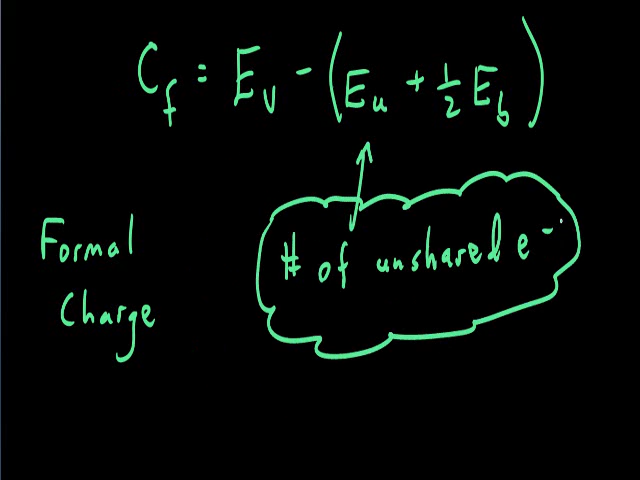 C_f = E_v - (E_u + 1/2 E_b)
# of unshared e⁻
Formal
Charge